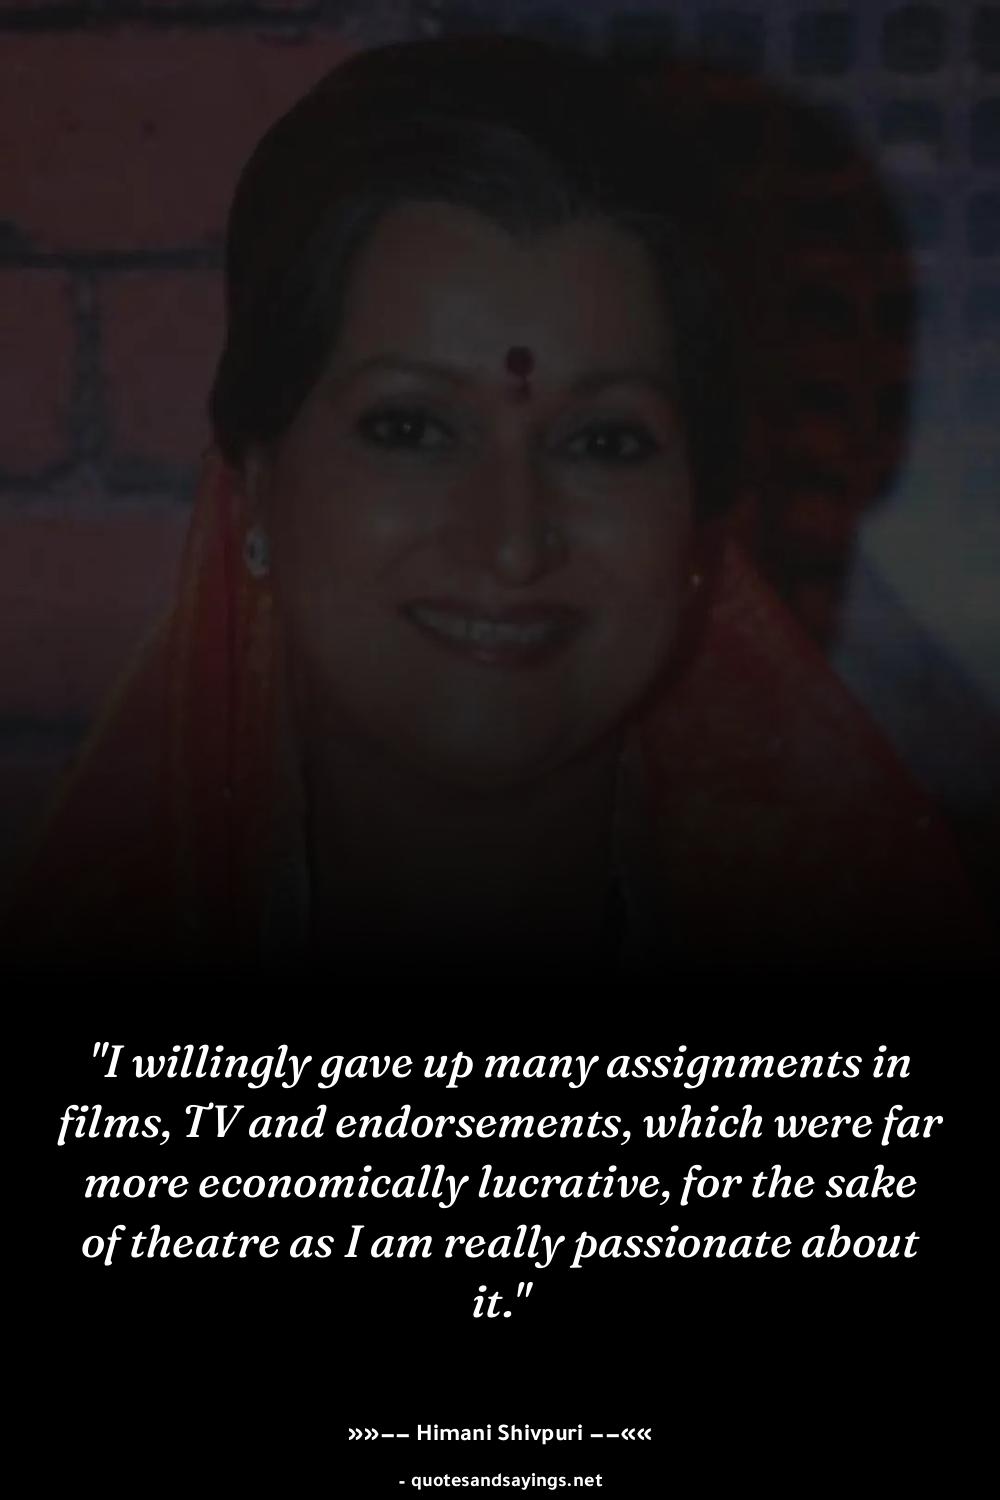 "I willingly gave up many assignments in
films, TV and endorsements, which were far
more economically lucrative, for the sake
of theatre as I am really passionate about
it."
»»–– Himani Shivpuri ––««
- quotesandsayings.net